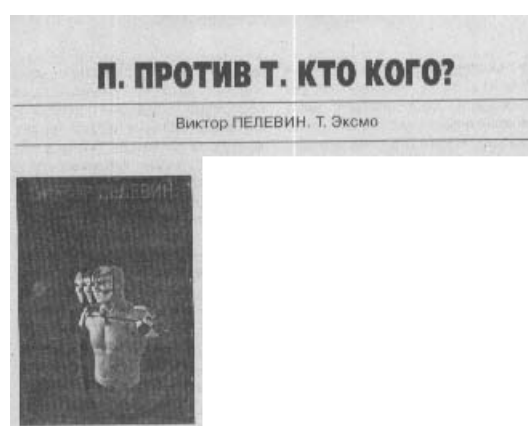 П. ПРОТИВ Т. КТО КОГО?
Виктор ПЕЛЕВИН. Т. Эксмо